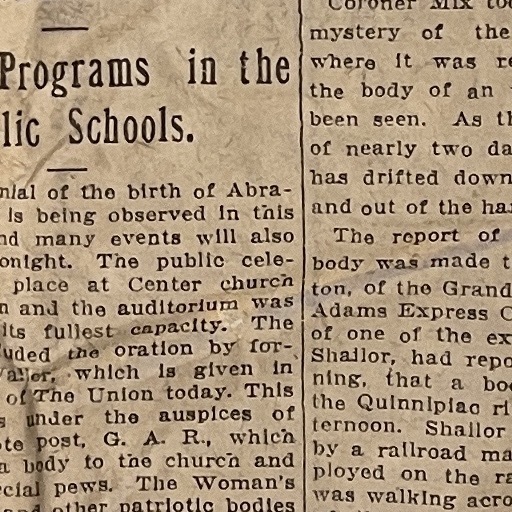 Programs in the
lic Schools.
nial of the birth of Abra-
is being observed in this
nd many events will also
onight. The public cele-
place at Center church
n and the auditorium was
its fullest capacity. The
uded the oration by for-
, which is given in
of The Union today. This
s under the auspices of
ote post, G. A. R., which
a body to the church and
cial pews. The Woman's
and other patriotic bodies
Coroner Mix too
mystery of the
where it was re
the body of an
been seen. As th
of nearly two da
has drifted down
and out of the ha
The report of
body was made t
ton, of the Grand
Adams Express C
of one of the ex
Shailor, had repo
ning, that a bo
the Quinnipiac ri
ternoon. Shailor
by a railroad ma
ployed on the ra
was walking acro